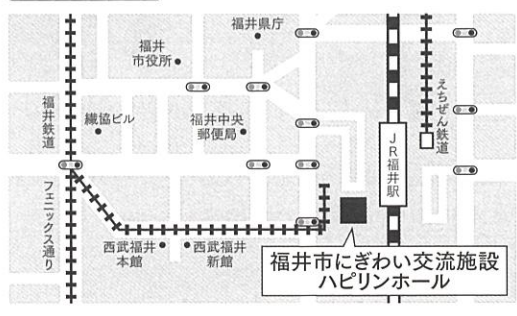 福井県庁
福井
市役所
福井鉄道
繊協ビル
福井中央
郵便局
えちぜん鉄道
JR福井駅
フェニックス通り
西武福井
本館
西武福井
新館
福井市にぎわい交流施設
ハピリンホール